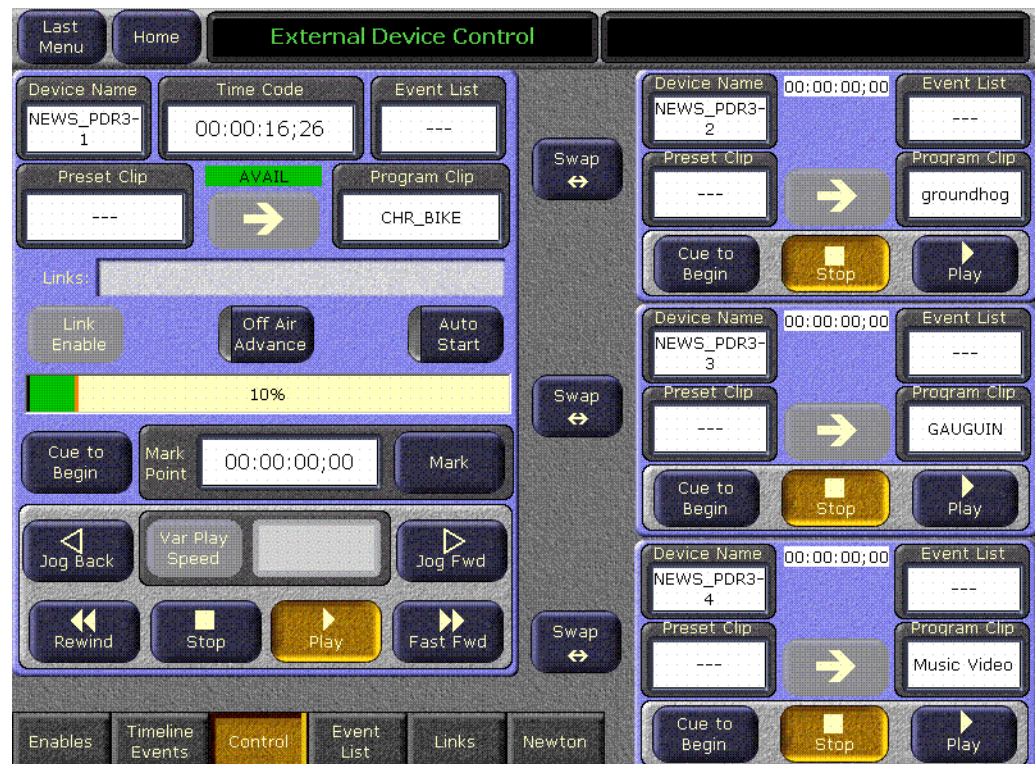 Last
Menu
Home
External Device Control
Device Name
Time Code
Event List
NEWS_PDR3-
1
00:00:16;26
---
Preset Clip
AVAIL
Program Clip
---
CHR_BIKE
Links:
Link
Enable
Off Air
Advance
Auto
Start
10%
Cue to
Begin
Mark
Point
00:00:00;00
Mark
Jog Back
Var Play
Speed
Jog Fwd
Rewind
Stop
Play
Fast Fwd
Swap
Swap
Swap
Device Name
00:00:00;00
Event List
NEWS_PDR3-
2
---
Preset Clip
Program Clip
---
groundhog
Cue to
Begin
Stop
Play
Device Name
00:00:00;00
Event List
NEWS_PDR3-
3
---
Preset Clip
Program Clip
---
GAUGUIN
Cue to
Begin
Stop
Play
Device Name
00:00:00;00
Event List
NEWS_PDR3-
4
---
Preset Clip
Program Clip
---
Music Video
Cue to
Begin
Stop
Play
Enables
Timeline
Events
Control
Event
List
Links
Newton